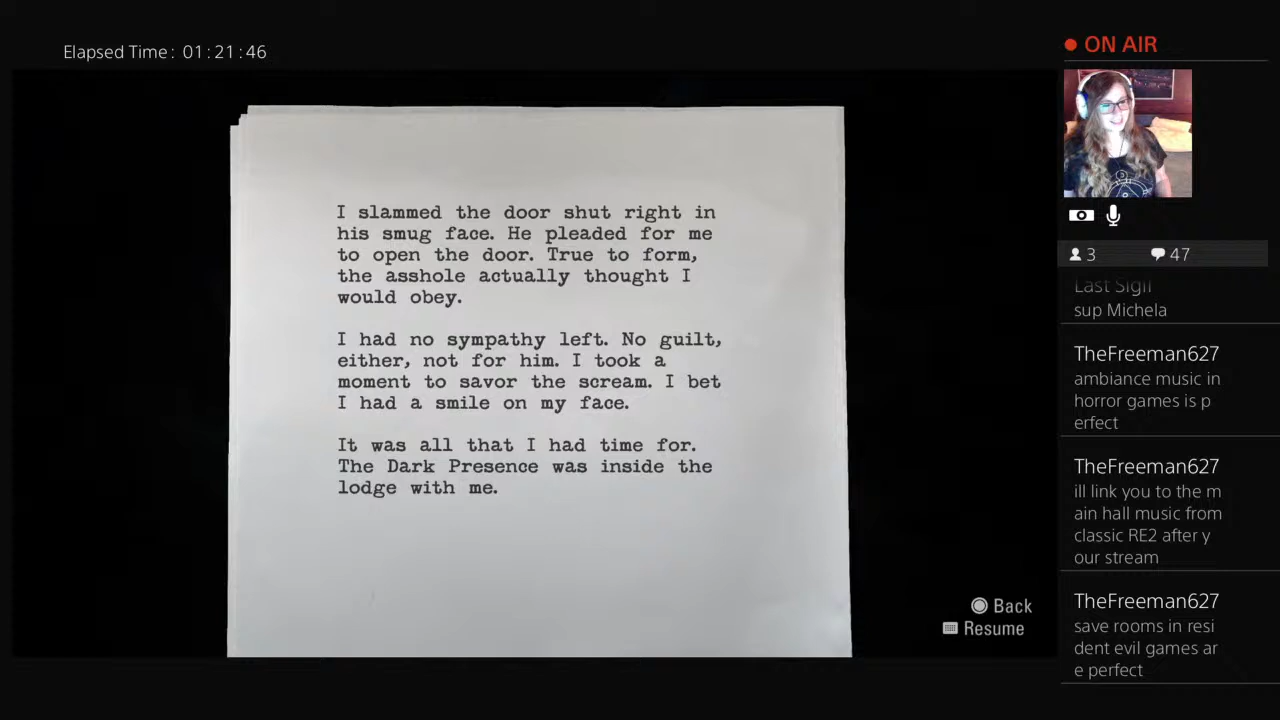 Elapsed Time: 01:21:46
ON AIR
I slammed the door shut right in
his smug face. He pleaded for me
to open the door. True to form,
the asshole actually thought I
would obey.
I had no sympathy left. No guilt,
either, not for him. I took a
moment to savor the scream. I bet
I had a smile on my face.
It was all that I had time for.
The Dark Presence was inside the
lodge with me.
Back
Resume
3
47
Last Sigil
sup Michela
TheFreeman627
ambiance music in
horror games is p
erfect
TheFreeman627
ill link you to the m
ain hall music from
classic RE2 after y
our stream
TheFreeman627
save rooms in resi
dent evil games ar
e perfect